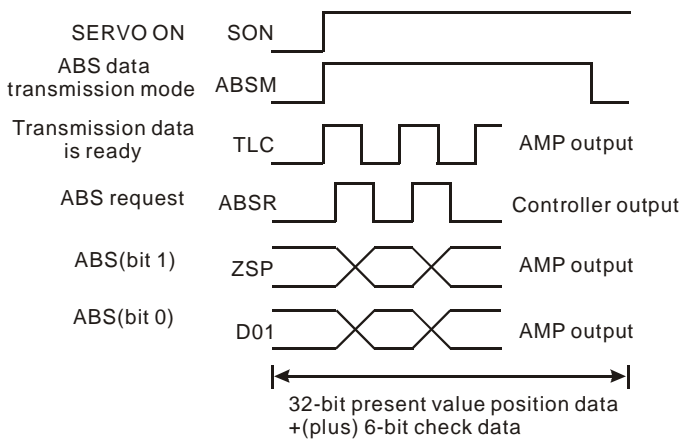 SERVO ON SON
ABS data
transmission mode ABSM
Transmission data
is ready TLC AMP output
ABS request ABSR Controller output
ABS(bit 1) ZSP AMP output
ABS(bit 0) D01 AMP output
32-bit present value position data
+(plus) 6-bit check data